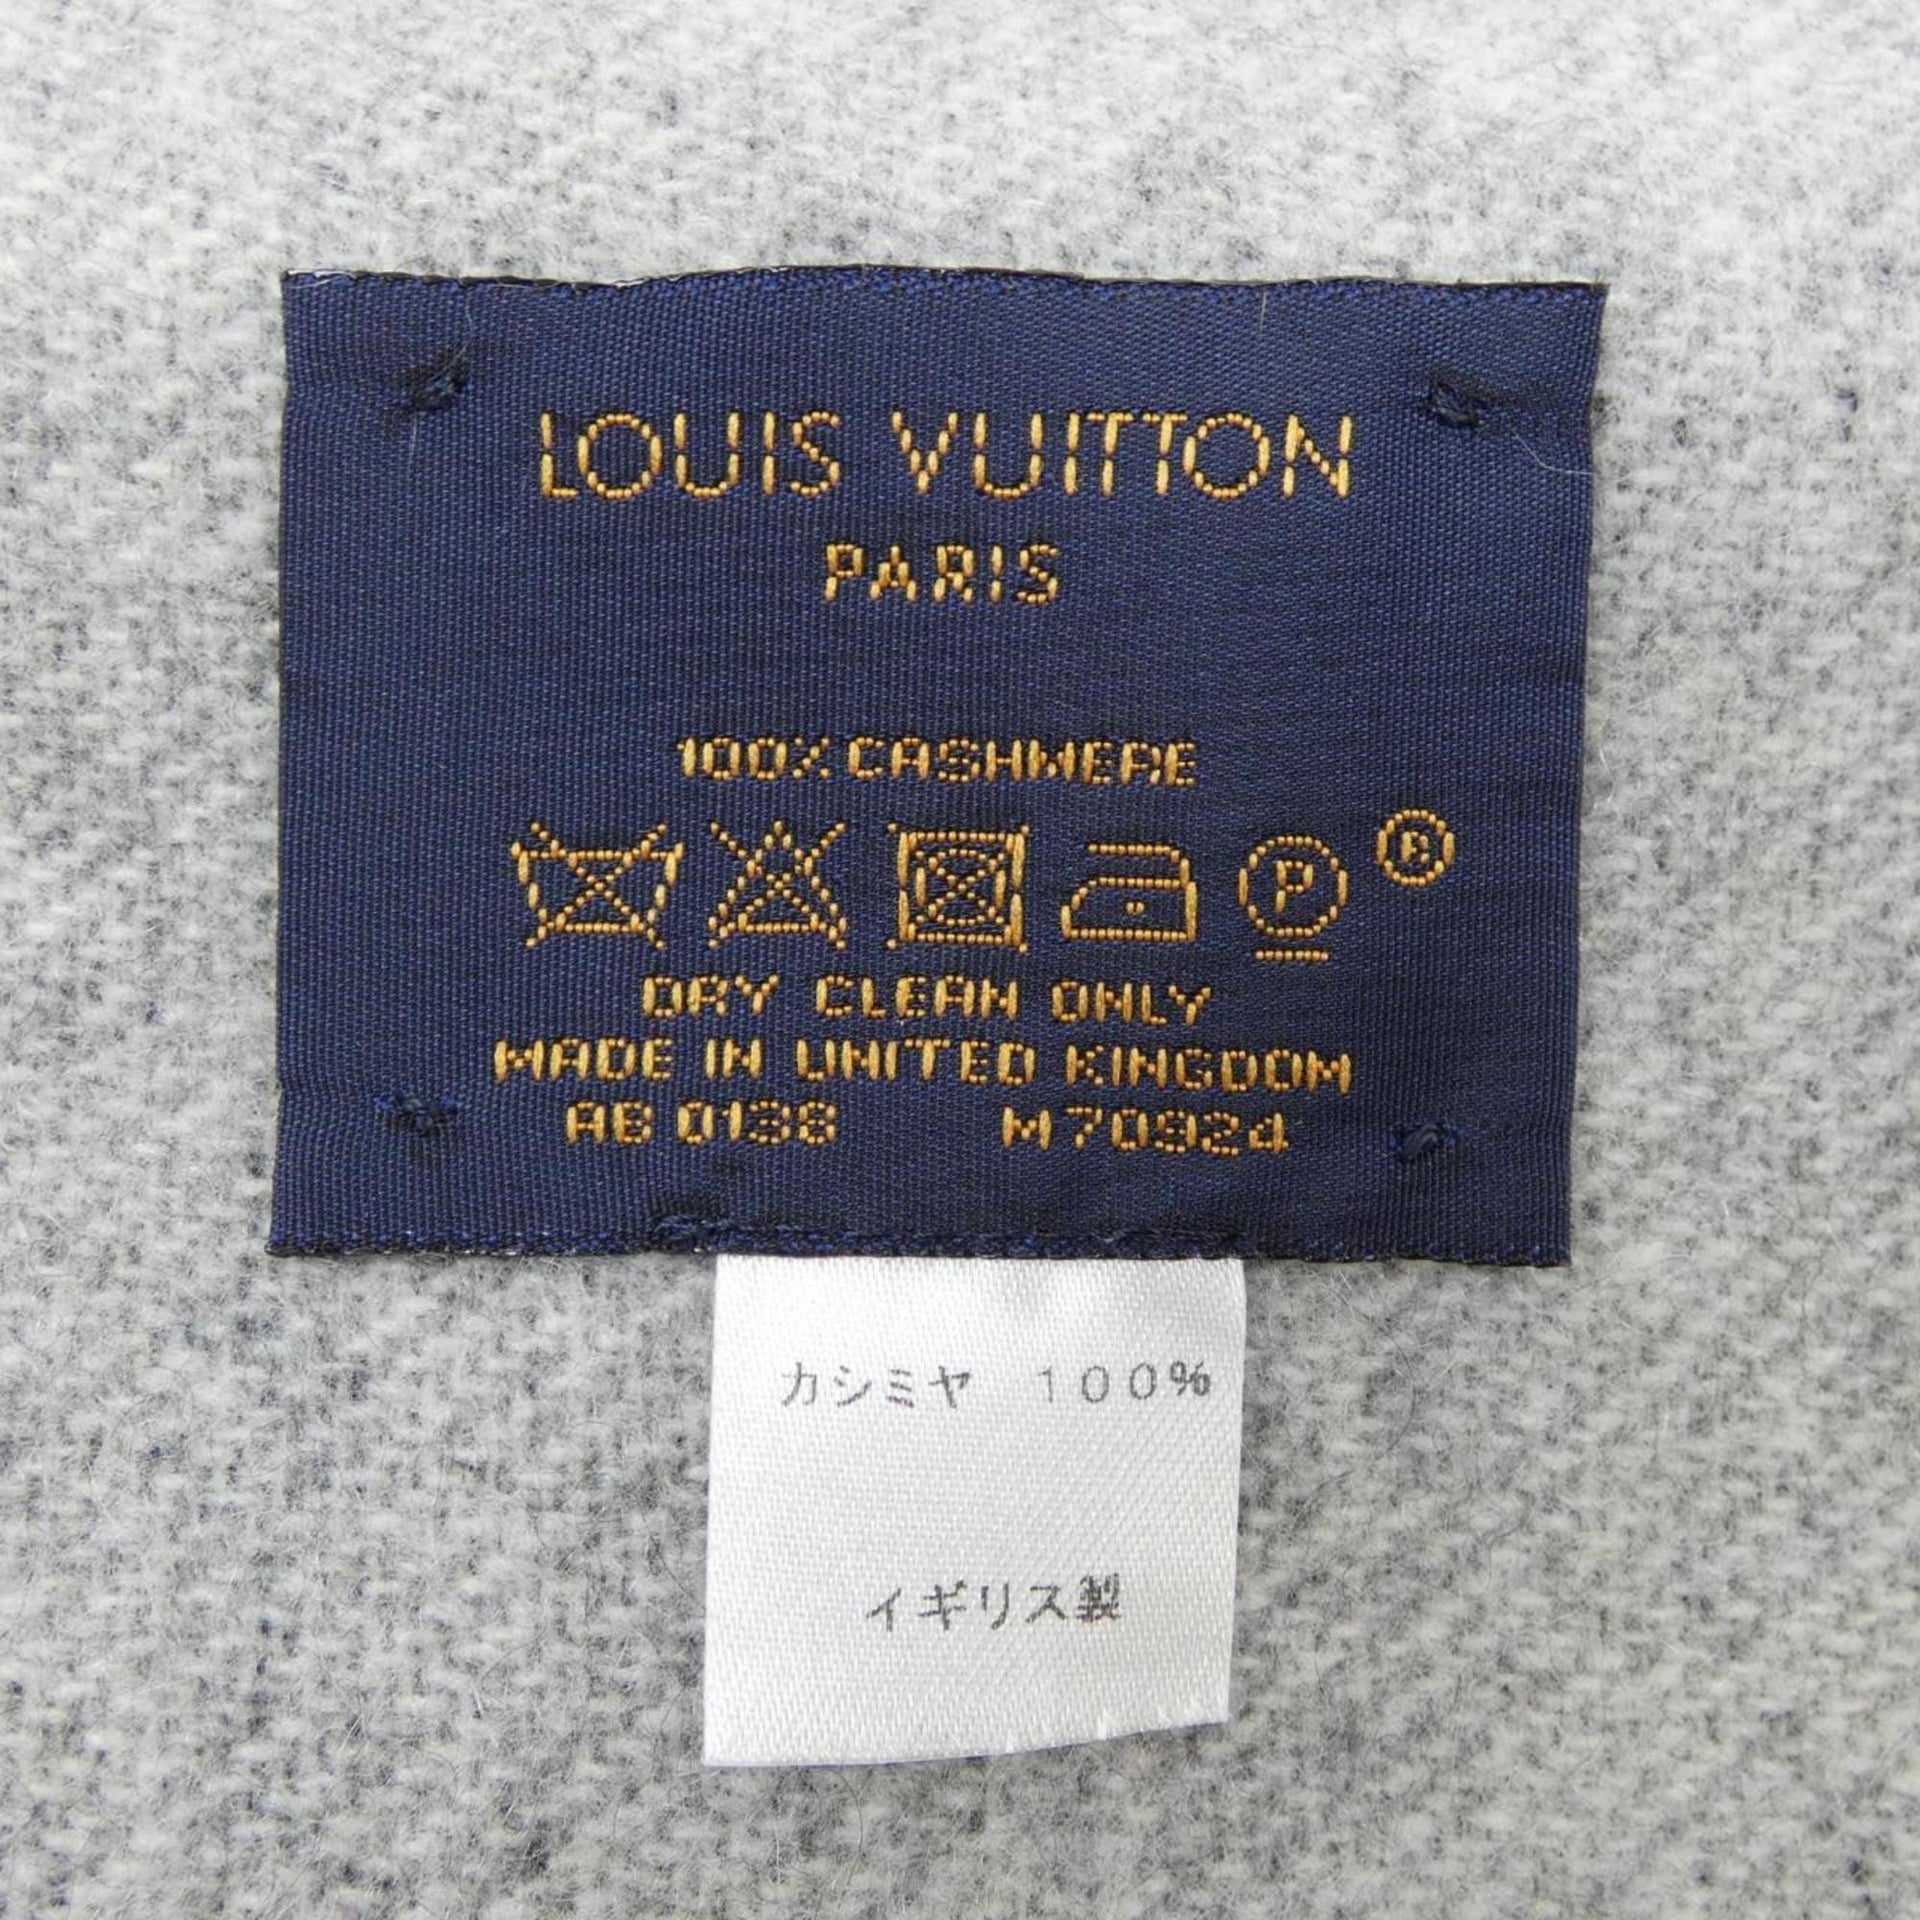 LOUIS VUITTON
PARIS
100% CASHMERE
P ®
DRY CLEAN ONLY
MADE IN UNITED KINGDOM
AB 0138 M70924
カシミヤ 100%
イギリス製